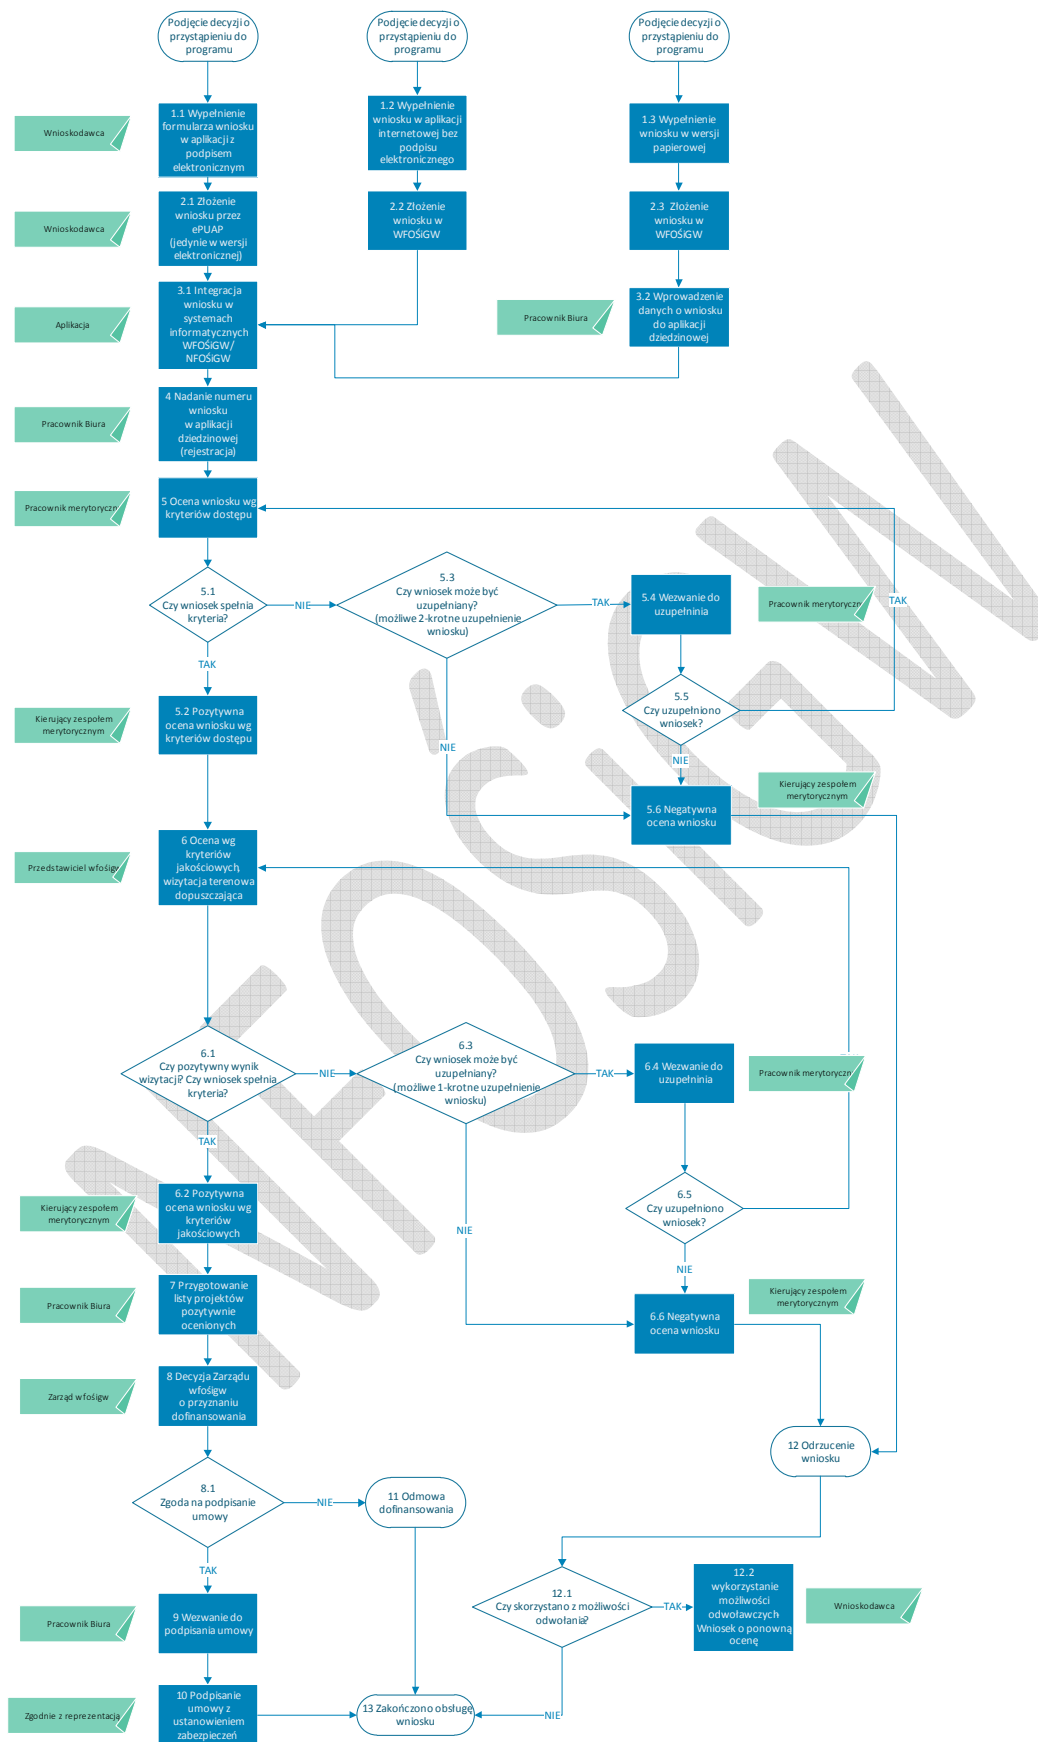 Podjęcie decyzji o
przystąpieniu do
programu
Podjęcie decyzji o
przystąpieniu do
programu
Podjęcie decyzji o
przystąpieniu do
programu
Wnioskodawca
1.1 Wypełnienie
formularza wniosku
w aplikacji z
podpisem
elektronicznym
1.2 Wypełnienie
wniosku w aplikacji
internetowej bez
podpisu
elektronicznego
1.3 Wypełnienie
wniosku w wersji
papierowej
Wnioskodawca
2.1 Złożenie
wniosku przez
ePUAP
(jedynie w wersji
elektronicznej)
2.2 Złożenie
wniosku w
WFOŚiGW
2.3 Złożenie
wniosku w
WFOŚiGW
Aplikacja
3.1 Integracja
wniosku w
systemach
informatycznych
WFOŚiGW/
NFOŚiGW
Pracownik Biura
3.2 Wprowadzenie
danych o wniosku
do aplikacji
dziedzinowej
Pracownik Biura
4 Nadanie numeru
wniosku
w aplikacji
dziedzinowej
(rejestracja)
Pracownik merytoryczn
5 Ocena wniosku wg
kryteriów dostępu
5.1
Czy wniosek spełnia
kryteria?
NIE
5.3
Czy wniosek może być
uzupełniany?
(możliwe 2-krotne uzupełnienie
wniosku)
TAK
5.4 Wezwanie do
uzupełninia
Pracownik merytoryczn
TAK
TAK
5.5
Czy uzupełniono
wniosek?
Kierujący zespołem
merytorycznym
5.2 Pozytywna
ocena wniosku wg
kryteriów dostępu
NIE
NIE
5.6 Negatywna
ocena wniosku
Kierujący zespołem
merytorycznym
Przedstawiciel wfośigw
6 Ocena wg
kryteriów
jakościowych,
wizytacja terenowa
dopuszczająca
6.1
Czy pozytywny wynik
wizytacji? Czy wniosek spełnia
kryteria?
NIE
6.3
Czy wniosek może być
uzupełniany?
(możliwe 1-krotne uzupełnienie
wniosku)
TAK
6.4 Wezwanie do
uzupełninia
Pracownik merytoryczn
TAK
Kierujący zespołem
merytorycznym
6.2 Pozytywna
ocena wniosku wg
kryteriów
jakościowych
NIE
6.5
Czy uzupełniono
wniosek?
NIE
Pracownik Biura
7 Przygotowanie
listy projektów
pozytywnie
ocenionych
6.6 Negatywna
ocena wniosku
Kierujący zespołem
merytorycznym
Zarząd wfośigw
8 Decyzja Zarządu
wfośigw
o przyznaniu
dofinansowania
12 Odrzucenie
wniosku
8.1
Zgoda na podpisanie
umowy
NIE
11 Odmowa
dofinansowania
TAK
12.1
Czy skorzystano z możliwości
odwołania?
TAK
12.2
wykorzystanie
możliwości
odwoławczych-
Wniosek o ponowną
ocenę
Wnioskodawca
Pracownik Biura
9 Wezwanie do
podpisania umowy
Zgodnie z reprezentacją
10 Podpisanie
umowy z
ustanowieniem
zabezpieczeń
13 Zakończono obsługę
wniosku
NIE
WFOŚiGW